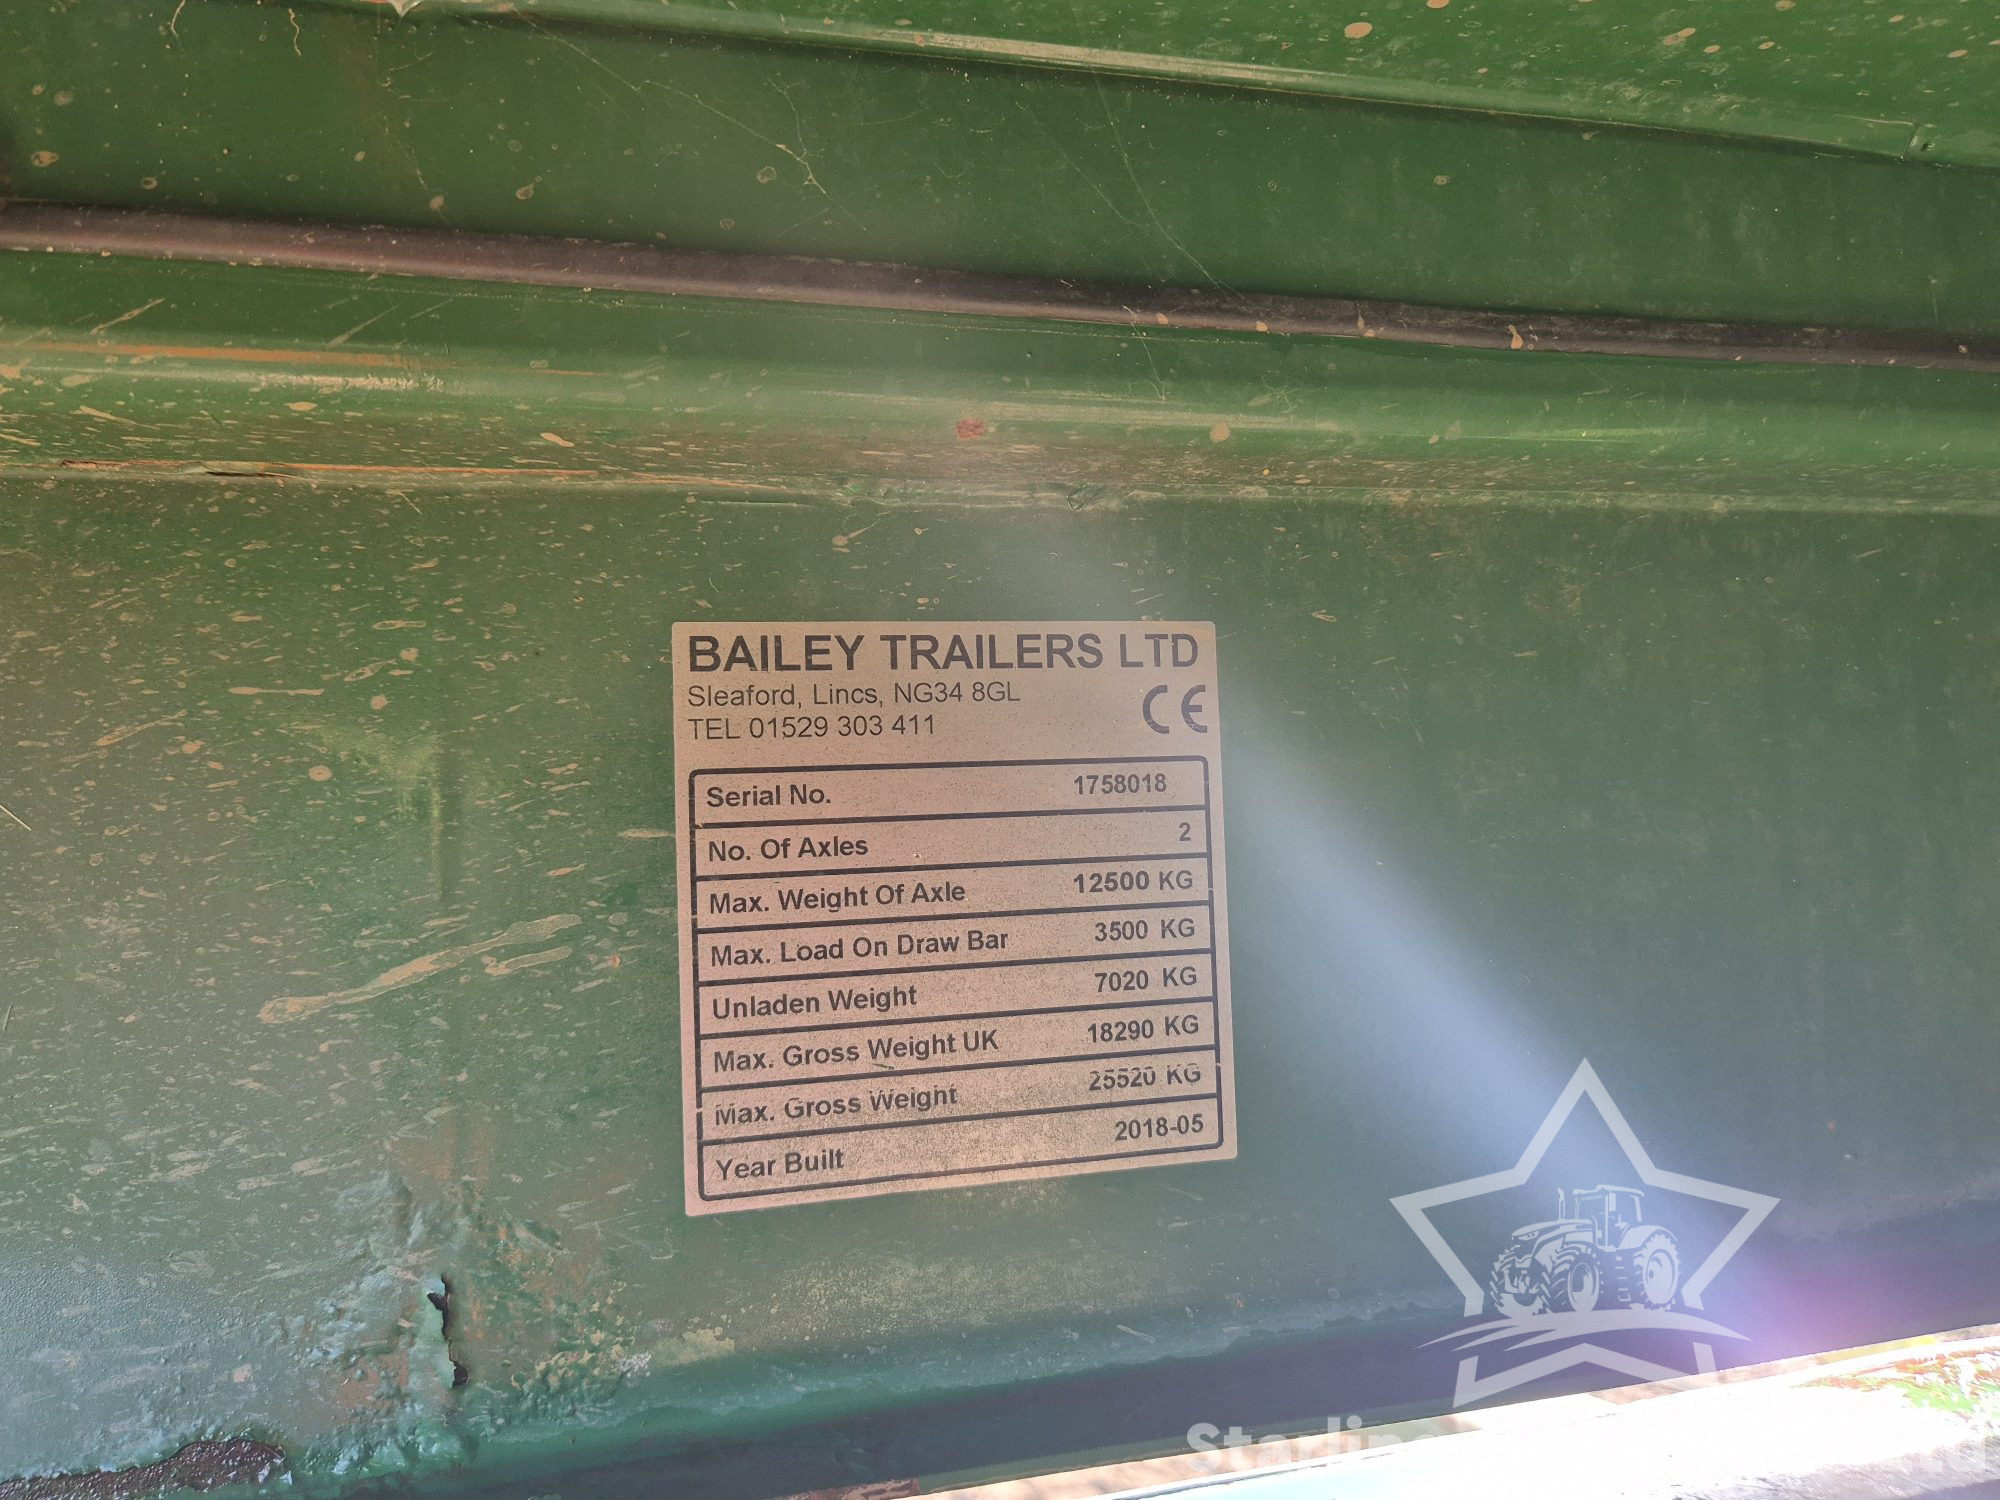 BAILEY TRAILERS LTD
Sleaford, Lincs, NG34 8GL
TEL 01529 303 411
CE
Serial No. 1758018
No. Of Axles 2
Max. Weight Of Axle 12500 KG
Max. Load On Draw Bar 3500 KG
Unladen Weight 7020 KG
Max. Gross Weight UK 18290 KG
Max. Gross Weight 25520 KG
Year Built 2018-05